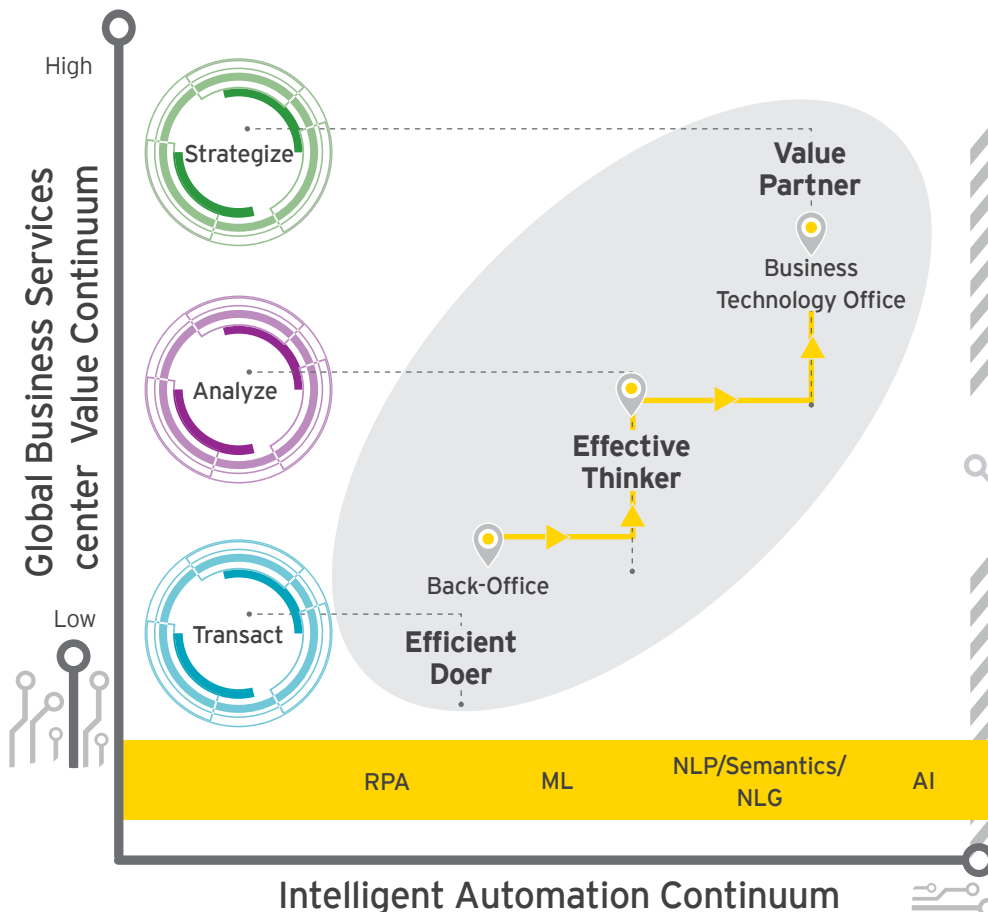 High
Global Business Services
center Value Continuum
Low
Strategize
Analyze
Transact
Value
Partner
Business
Technology Office
Effective
Thinker
Back-Office
Efficient
Doer
RPA
ML
NLP/Semantics/
NLG
AI
Intelligent Automation Continuum